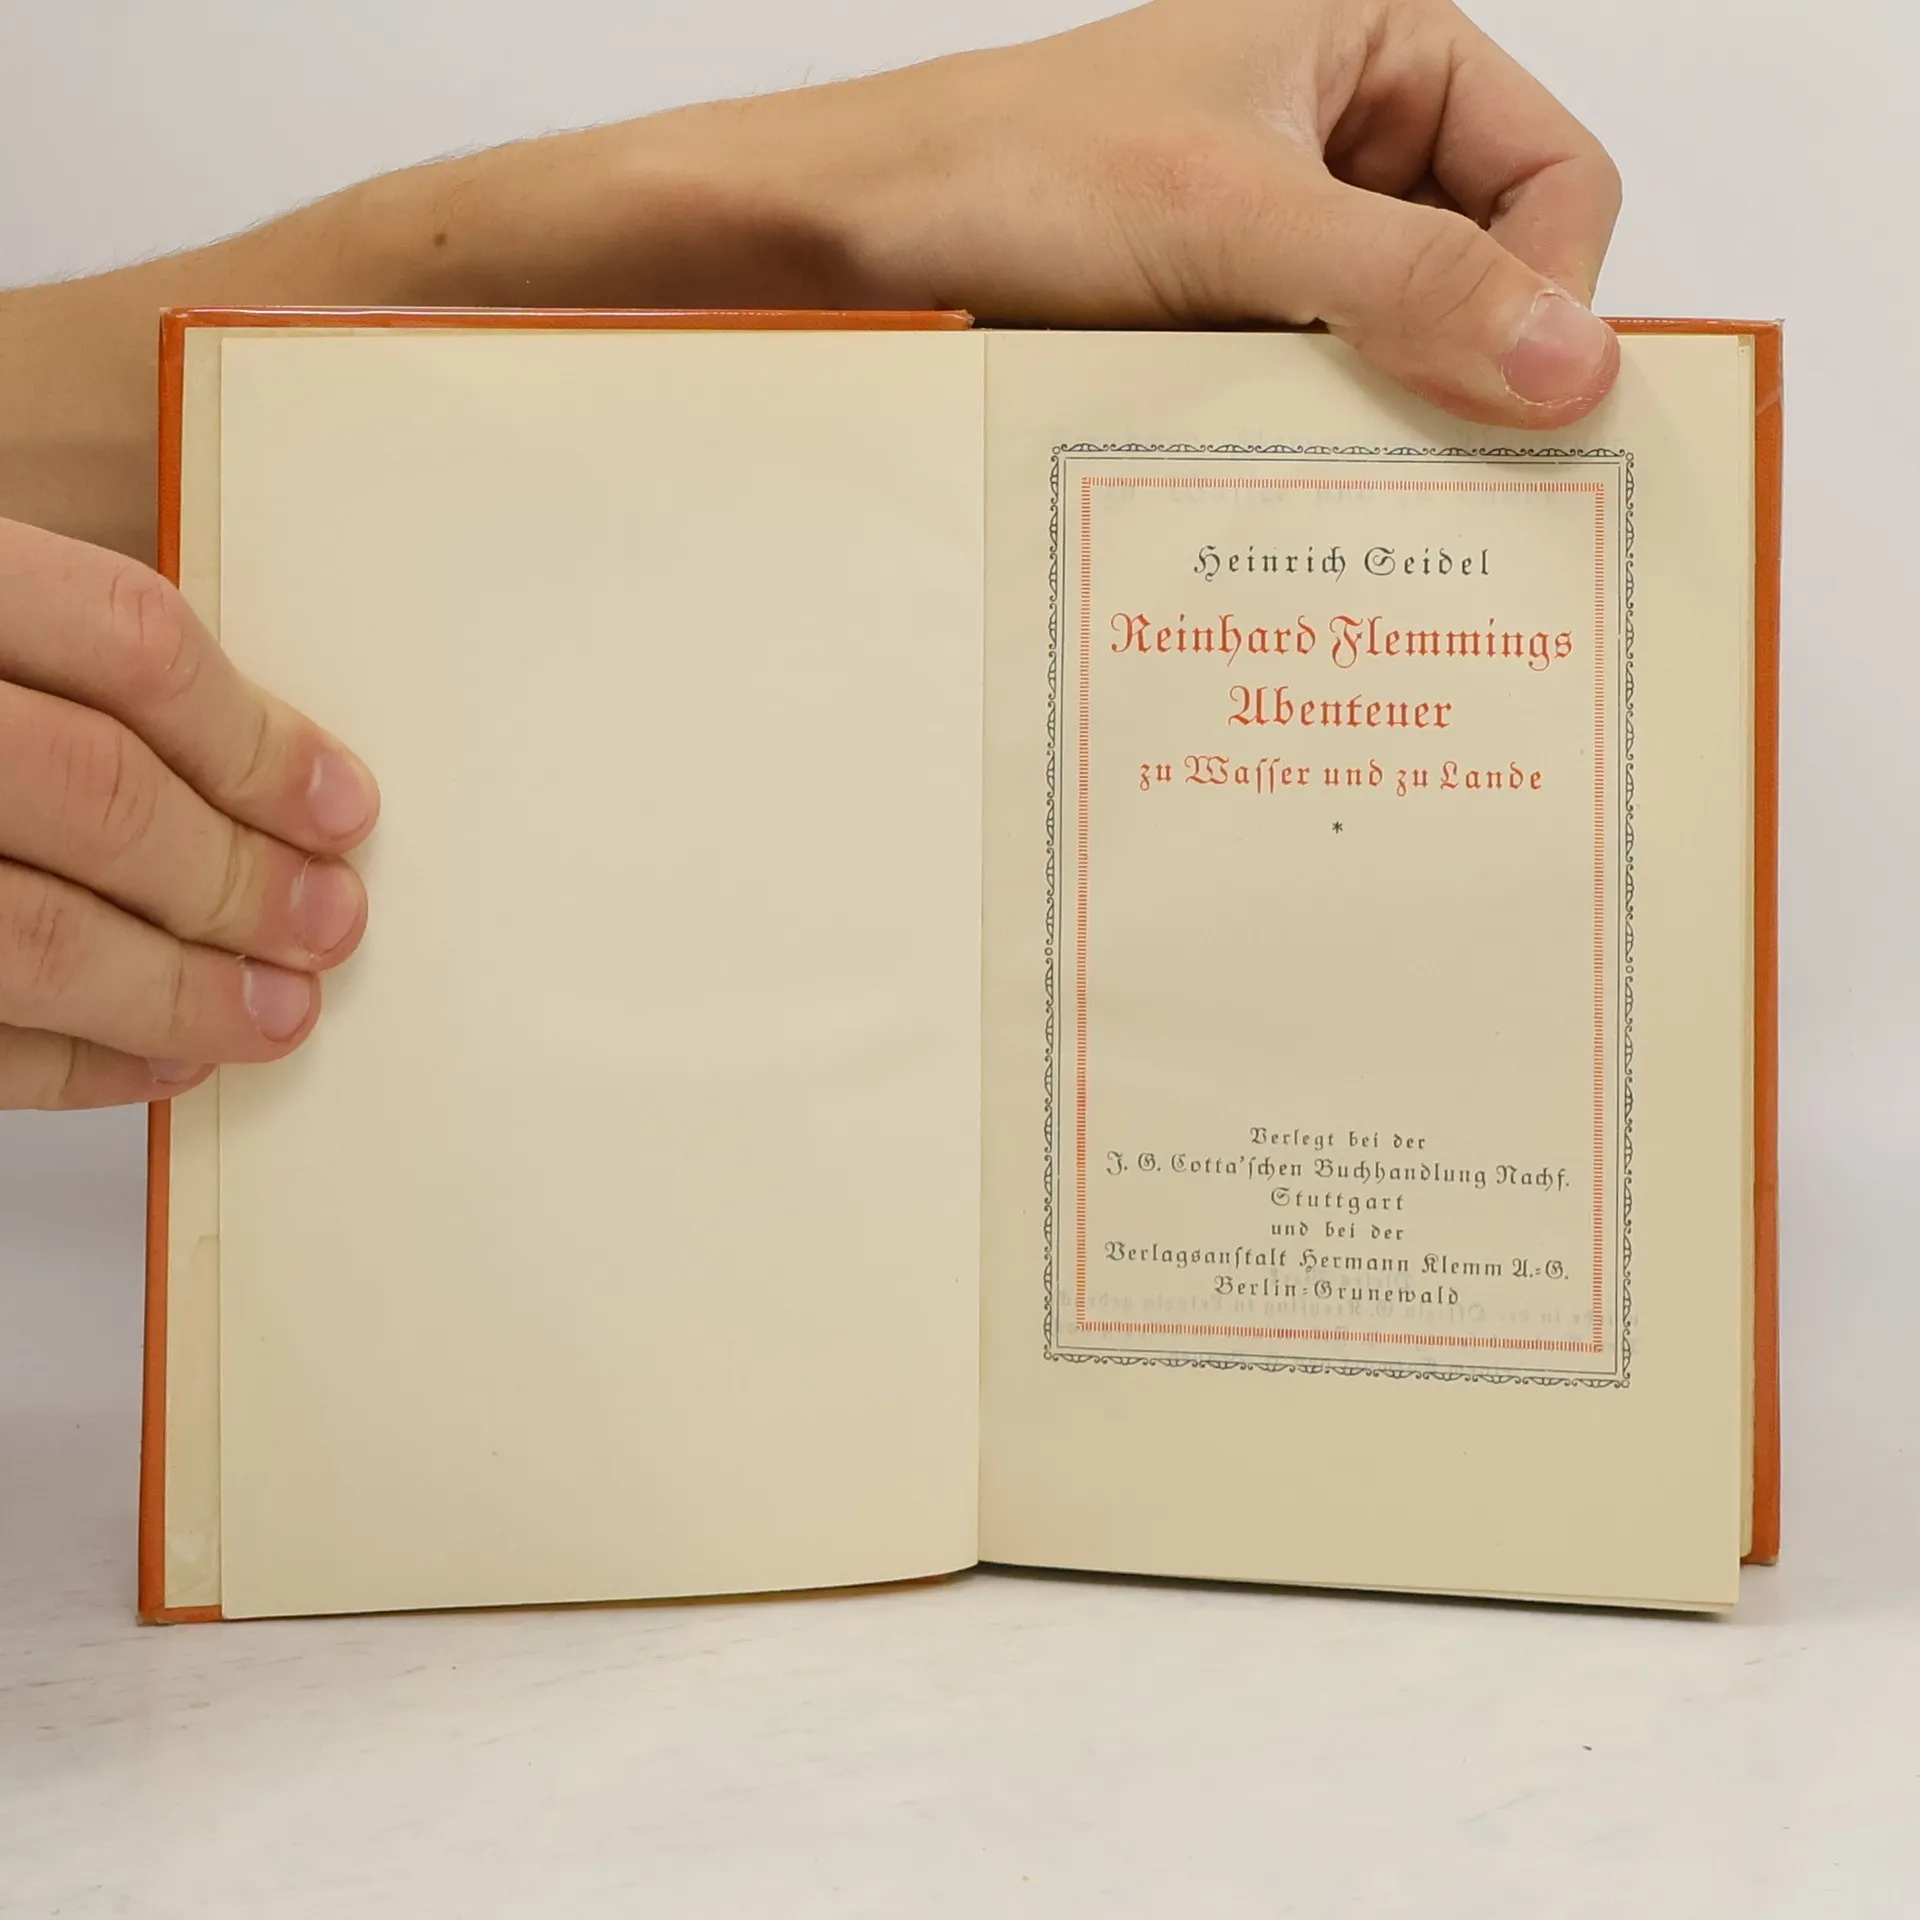 Heinrich Seidel
Reinhard Flemmings
Abenteuer
zu Waſſer und zu Lande
*
Verlegt bei der
J. G. Cotta'ſchen Buchhandlung Nachf.
Stuttgart
und bei der
Verlagsanſtalt Hermann Klemm A.=G.
Berlin=Grunewald